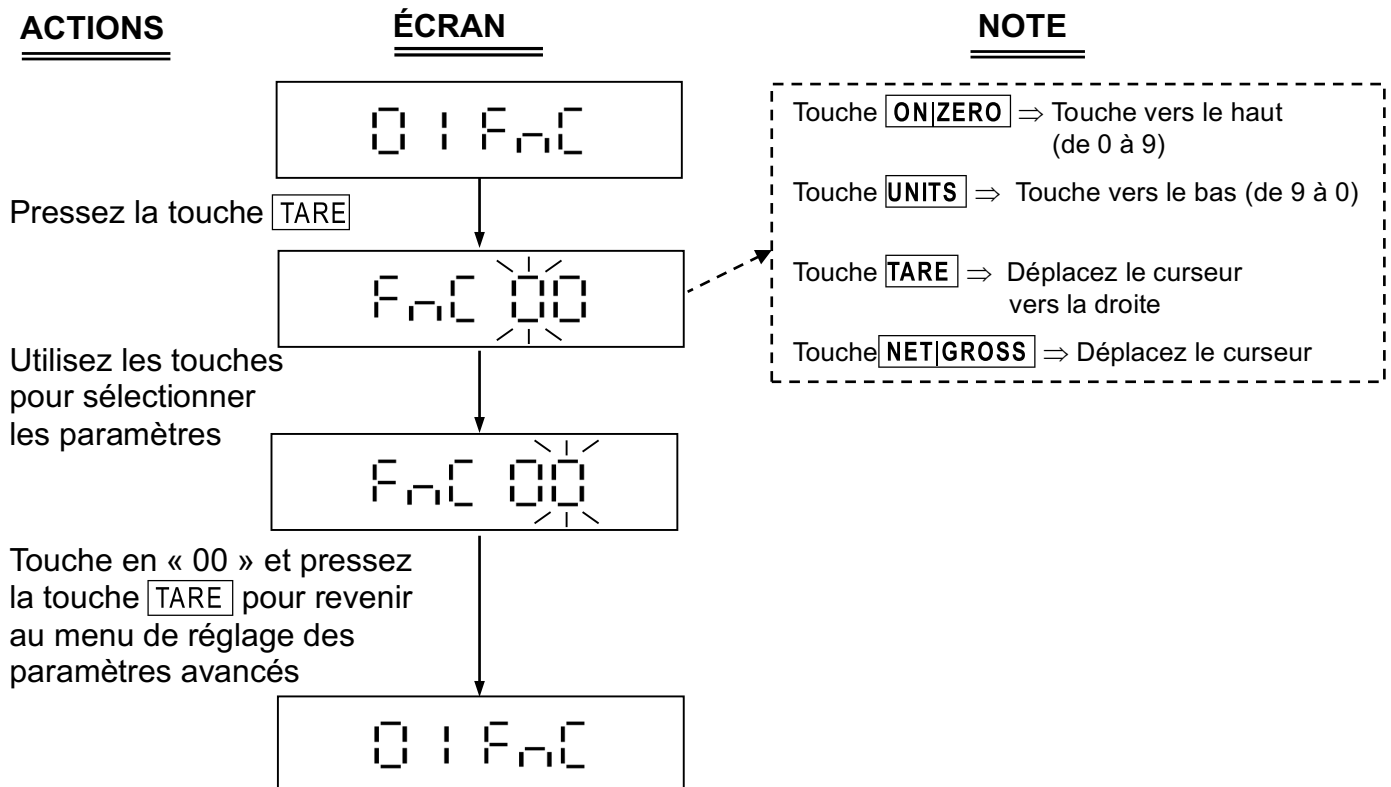 ACTIONS
ÉCRAN
NOTE
01FnC
Pressez la touche TARE
FnC 00
Utilisez les touches
pour sélectionner
les paramètres
FnC 00
Touche en « 00 » et pressez
la touche TARE pour revenir
au menu de réglage des
paramètres avancés
01FnC
Touche ON|ZERO ⇒ Touche vers le haut
(de 0 à 9)
Touche UNITS ⇒ Touche vers le bas (de 9 à 0)
Touche TARE ⇒ Déplacez le curseur
vers la droite
Touche NET|GROSS ⇒ Déplacez le curseur